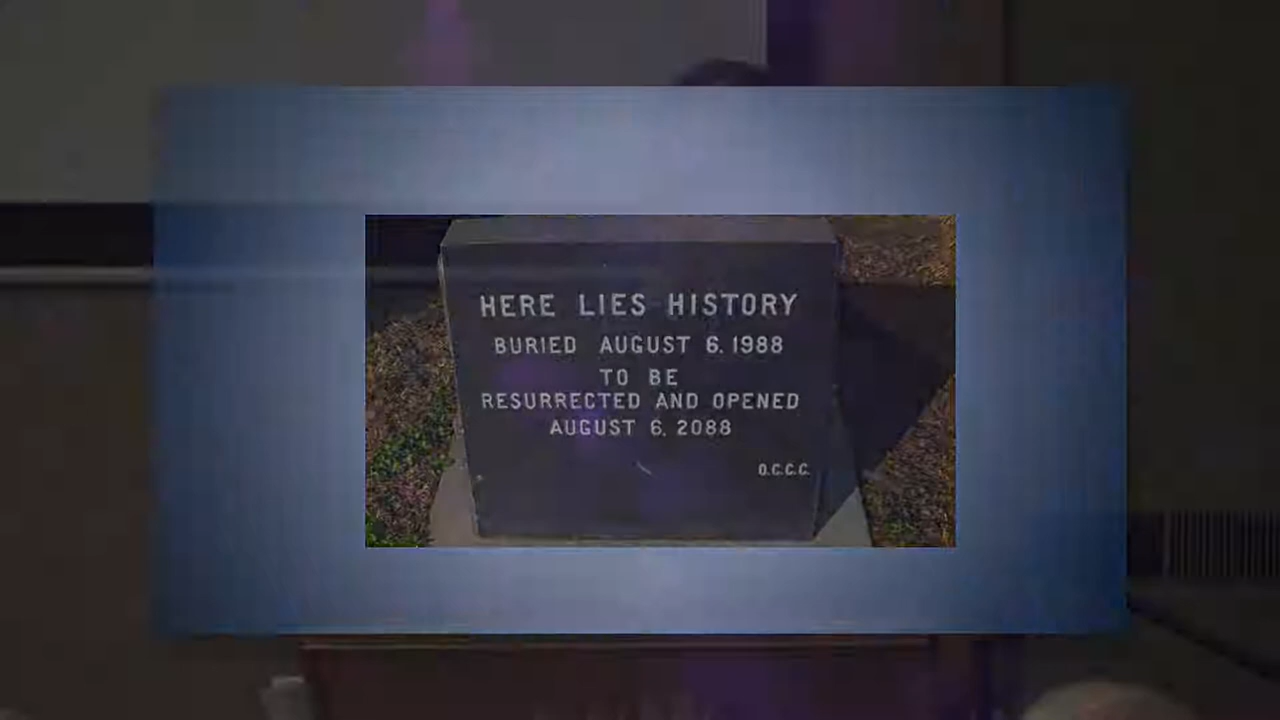 HERE LIES HISTORY
BURIED AUGUST 6, 1988
TO BE
RESURRECTED AND OPENED
AUGUST 6, 2088
O.C.C.C.